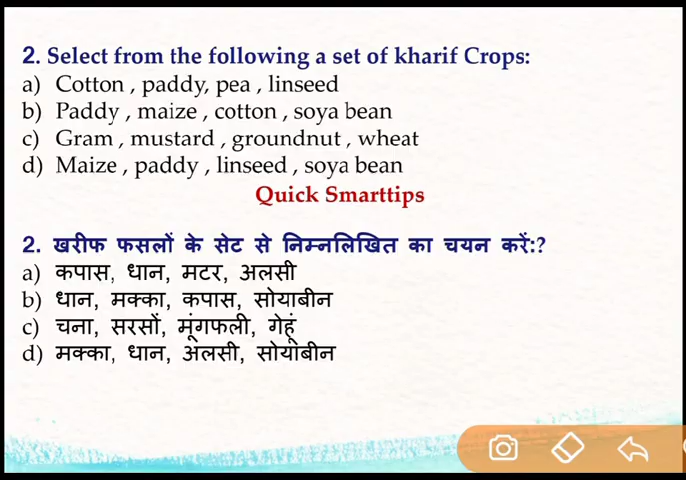 2. Select from the following a set of kharif Crops:
a) Cotton , paddy, pea , linseed
b) Paddy , maize , cotton , soya bean
c) Gram , mustard , groundnut , wheat
d) Maize , paddy , linseed , soya bean
Quick Smarttips
2. खरीफ फसलों के सेट से निम्नलिखित का चयन करें:?
a) कपास, धान, मटर, अलसी
b) धान, मक्का, कपास, सोयाबीन
c) चना, सरसों, मूंगफली, गेहूं
d) मक्का, धान, अलसी, सोयाबीन